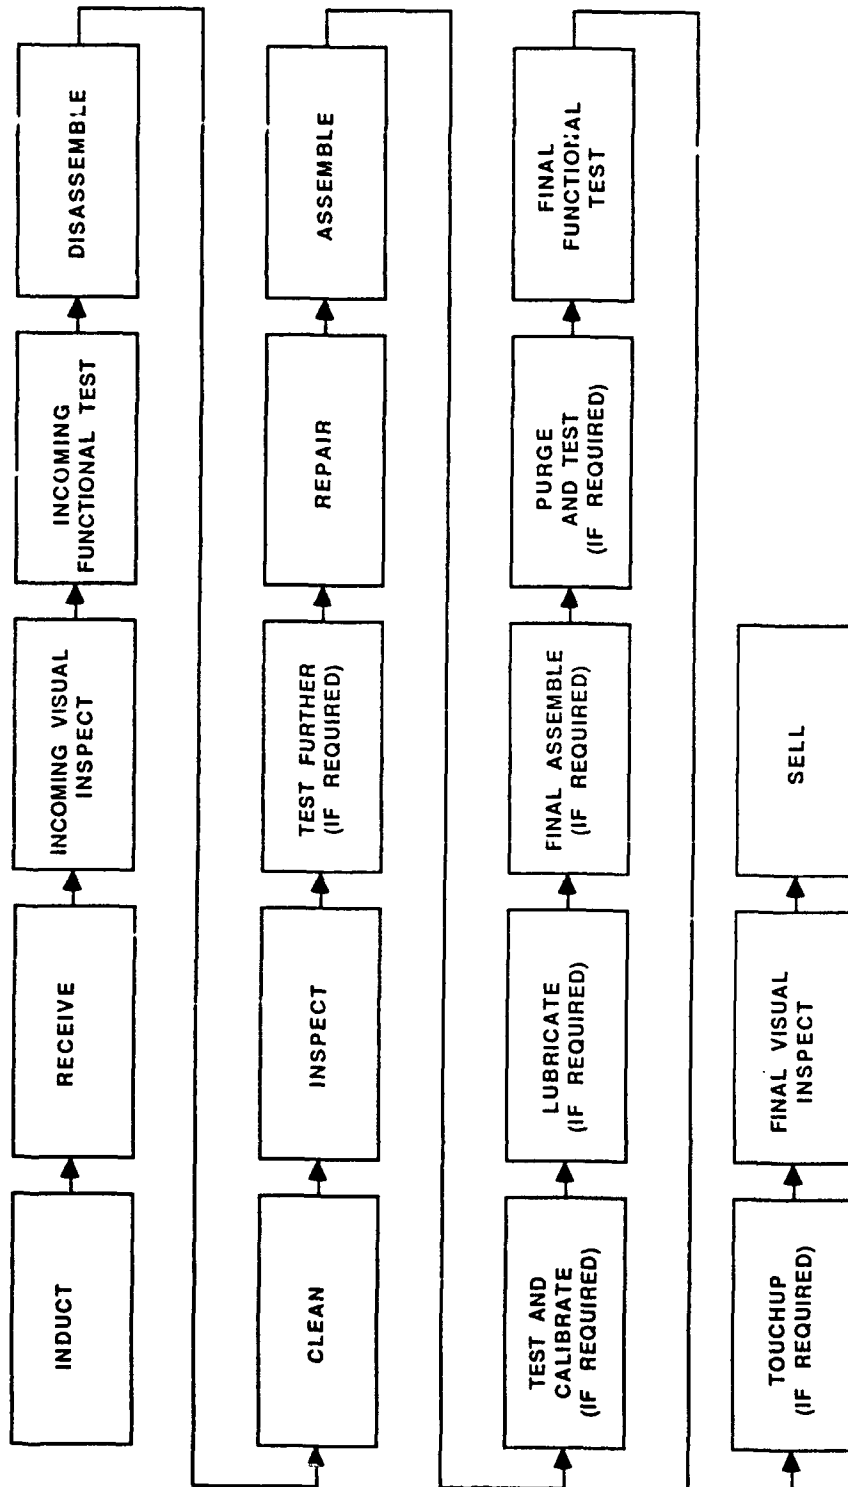 INDUCT
RECEIVE
INCOMING VISUAL
INSPECT
INCOMING
FUNCTIONAL TEST
DISASSEMBLE
CLEAN
INSPECT
TEST FURTHER
(IF REQUIRED)
REPAIR
ASSEMBLE
TEST AND
CALIBRATE
(IF REQUIRED)
LUBRICATE
(IF REQUIRED)
FINAL ASSEMBLE
(IF REQUIRED)
PURGE
AND TEST
(IF REQUIRED)
FINAL
FUNCTIONAL
TEST
TOUCHUP
(IF REQUIRED)
FINAL VISUAL
INSPECT
SELL